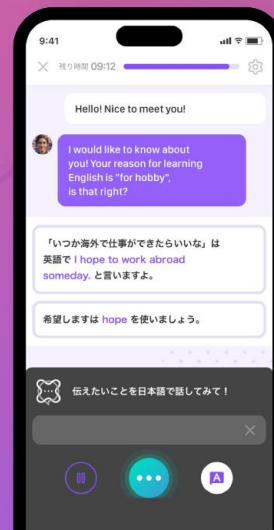 9:41
残り時間 09:12
Hello! Nice to meet you!
I would like to know about
you! Your reason for learning
English is "for hobby",
is that right?
「いつか海外で仕事ができたらいいな」は
英語で I hope to work abroad
someday. と言いますよ。
希望しますは hope を使いましょう。
伝えたいことを日本語で話してみて！
A